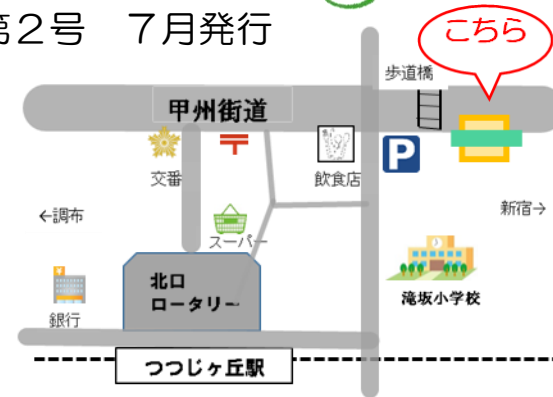 第２号　７月発行
こちら
歩道橋
甲州街道
〒
P
交番
飲食店
←調布
新宿→
スーパー
北口
ロータリー
滝坂小学校
銀行
つつじヶ丘駅